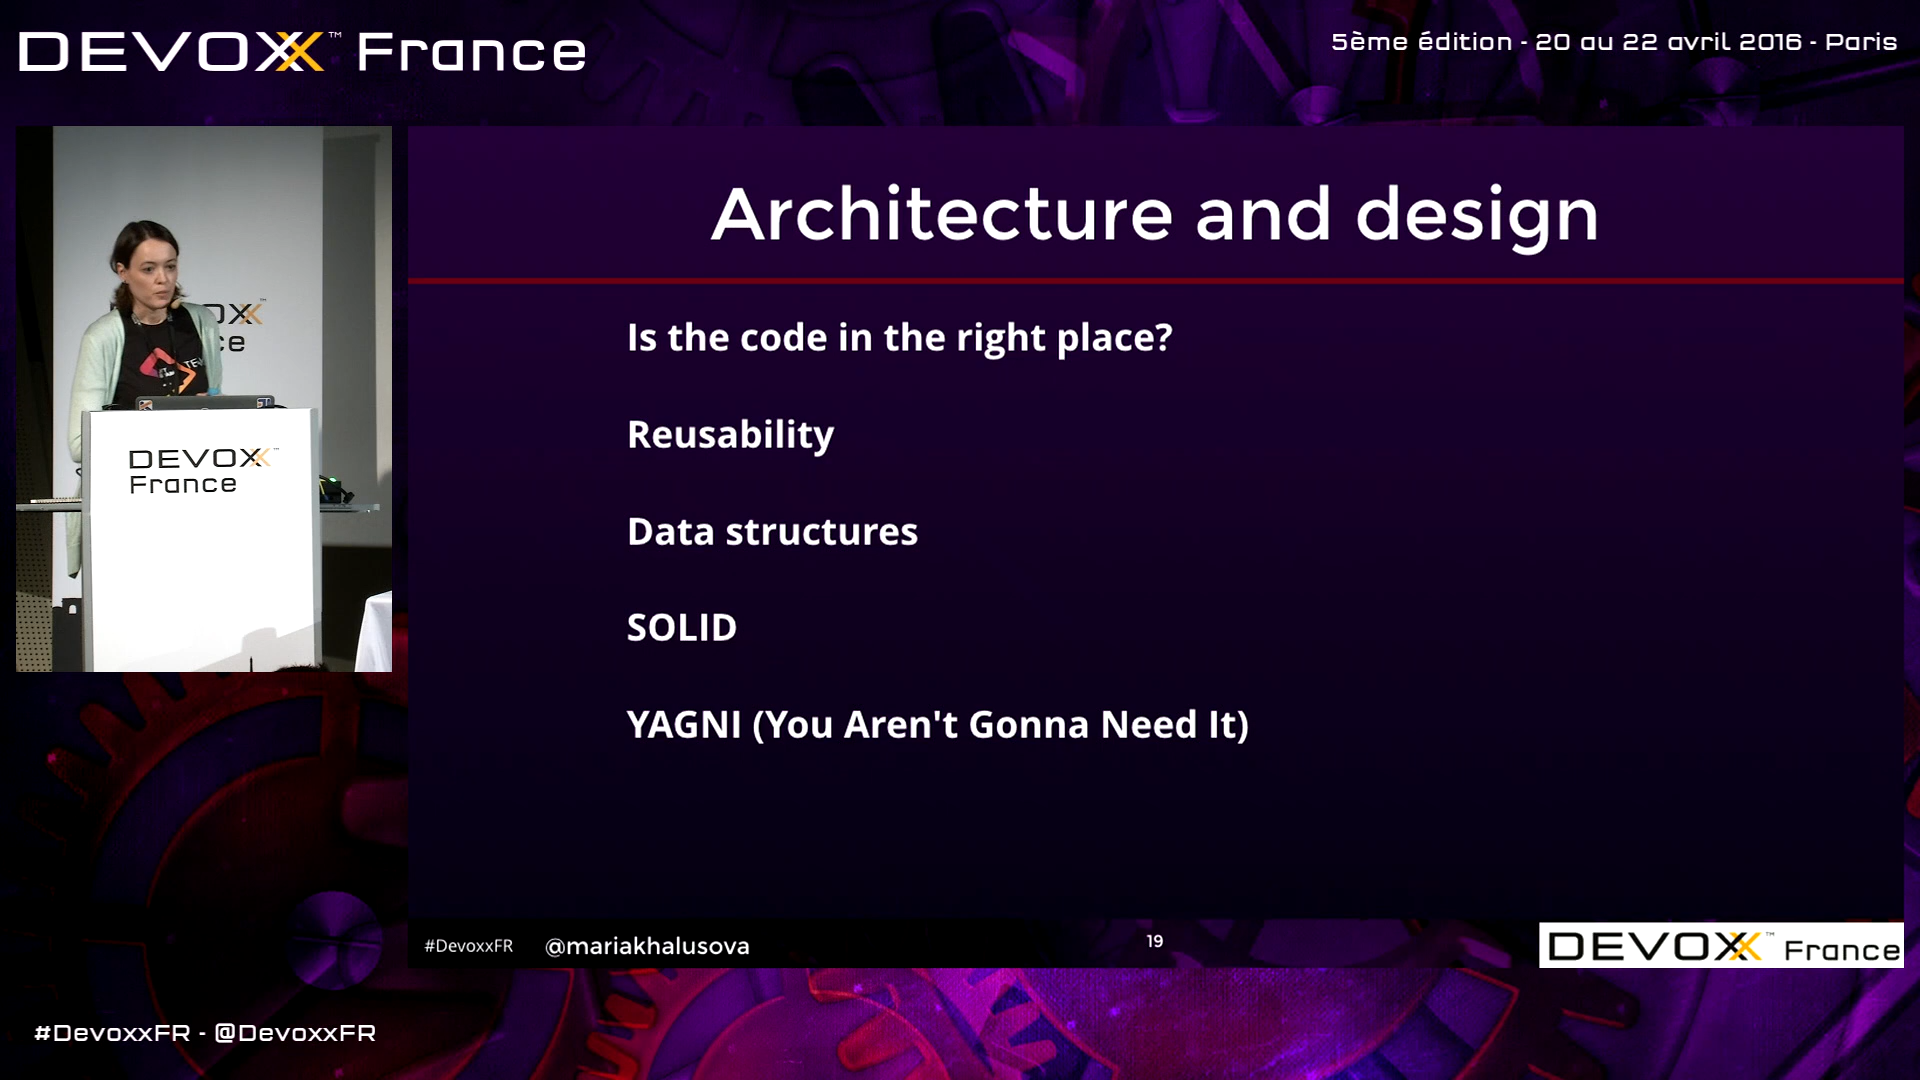 DEVOXX™ France
5ème édition - 20 au 22 avril 2016 - Paris
Architecture and design
Is the code in the right place?
Reusability
Data structures
SOLID
YAGNI (You Aren't Gonna Need It)
DEVOXX™
France
#DevoxxFR
@mariakhalusova
19
DEVOXX™ France
#DevoxxFR - @DevoxxFR